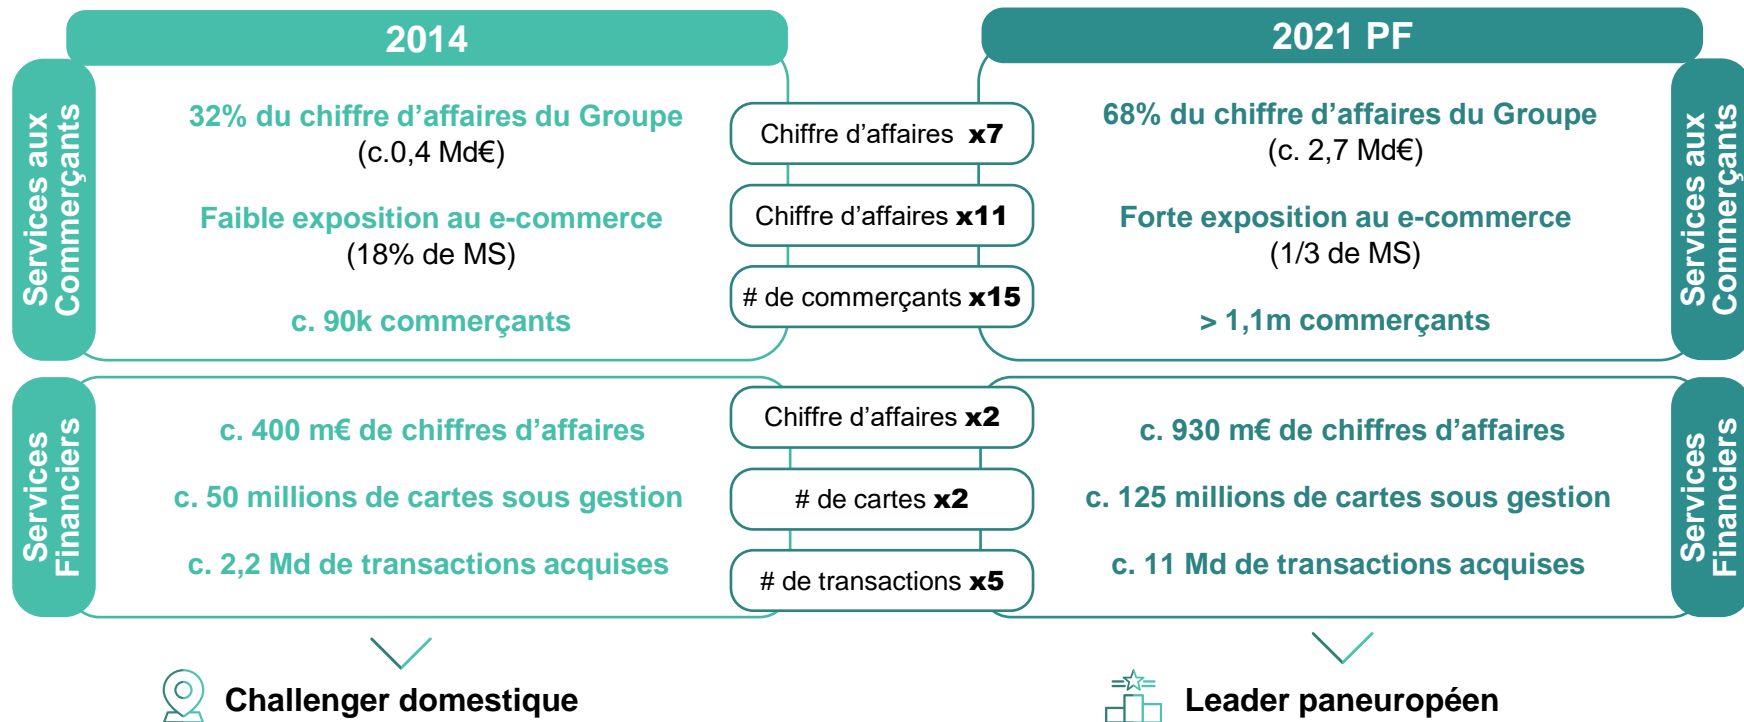 2014
2021 PF
Services aux
Commerçants
32% du chiffre d'affaires du Groupe
(c.0,4 Md€)
Faible exposition au e-commerce
(18% de MS)
c. 90k commerçants
Chiffre d'affaires x7
Chiffre d'affaires x11
# de commerçants x15
68% du chiffre d'affaires du Groupe
(c. 2,7 Md€)
Forte exposition au e-commerce
(1/3 de MS)
> 1,1m commerçants
Services aux
Commerçants
Services
Financiers
c. 400 m€ de chiffres d'affaires
c. 50 millions de cartes sous gestion
c. 2,2 Md de transactions acquises
Chiffre d'affaires x2
# de cartes x2
# de transactions x5
c. 930 m€ de chiffres d'affaires
c. 125 millions de cartes sous gestion
c. 11 Md de transactions acquises
Services
Financiers
Challenger domestique
Leader paneuropéen